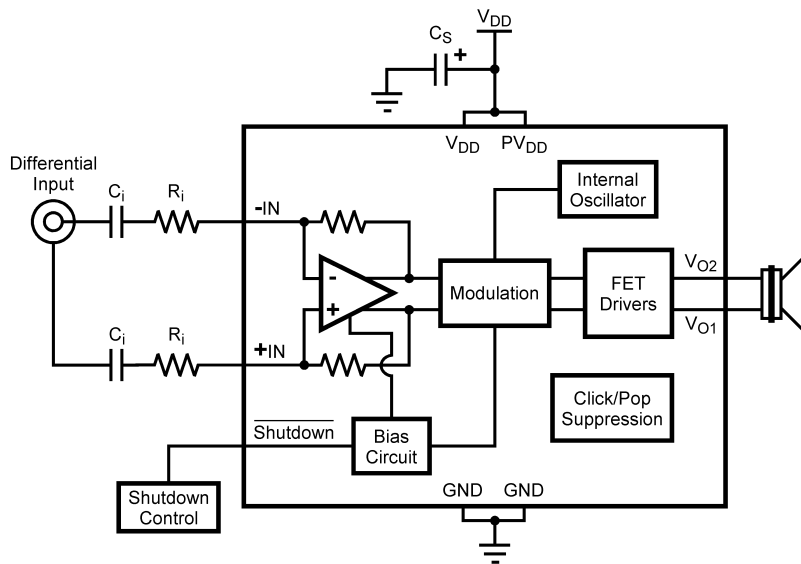 V_DD
C_S +
V_DD PV_DD
Differential
Input
C_i R_i -IN
Internal
Oscillator
-
+
Modulation
FET
Drivers
V_O2
V_O1
C_i R_i +IN
Click/Pop
Suppression
Shutdown
Bias
Circuit
Shutdown
Control
GND GND